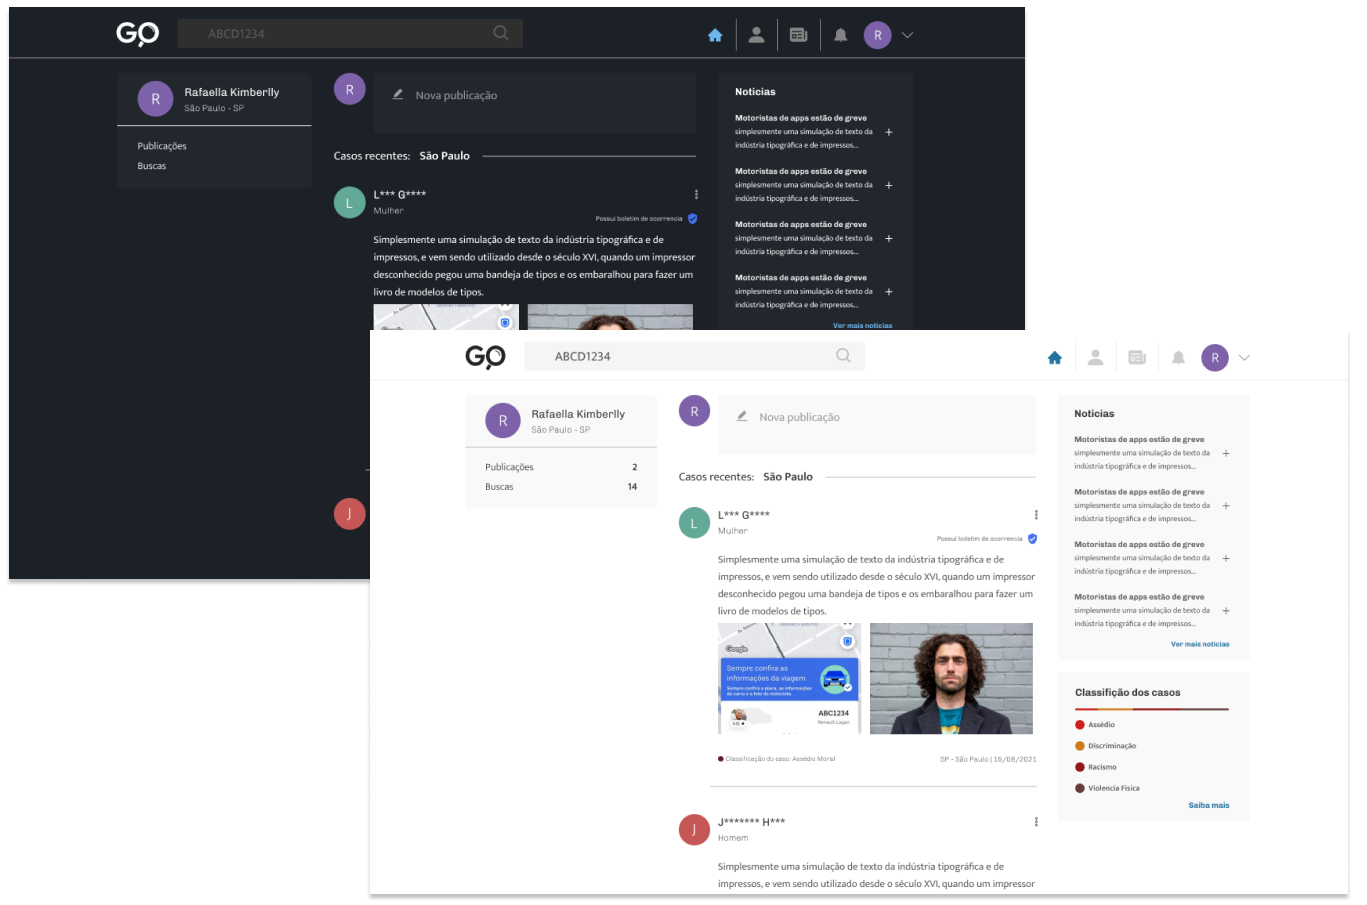 GO
ABCD1234
R
R
Rafaella Kimberlly
São Paulo - SP
Publicações
Buscas
R
Nova publicação
Casos recentes: São Paulo
L
L*** G****
Mulher
Possui boletim de ocorrencia
Simplesmente uma simulação de texto da indústria tipográfica e de
impressos, e vem sendo utilizado desde o século XVI, quando um impressor
desconhecido pegou uma bandeja de tipos e os embaralhou para fazer um
livro de modelos de tipos.
J
Noticias
Motoristas de apps estão de greve
simplesmente uma simulação de texto da
indústria tipográfica e de impressos...
Motoristas de apps estão de greve
simplesmente uma simulação de texto da
indústria tipográfica e de impressos...
Motoristas de apps estão de greve
simplesmente uma simulação de texto da
indústria tipográfica e de impressos...
Motoristas de apps estão de greve
simplesmente uma simulação de texto da
indústria tipográfica e de impressos...
Ver mais noticias
GO
ABCD1234
R
R
Rafaella Kimberlly
São Paulo - SP
Publicações 2
Buscas 14
R
Nova publicação
Casos recentes: São Paulo
L
L*** G****
Mulher
Possui boletim de ocorrencia
Simplesmente uma simulação de texto da indústria tipográfica e de
impressos, e vem sendo utilizado desde o século XVI, quando um impressor
desconhecido pegou uma bandeja de tipos e os embaralhou para fazer um
livro de modelos de tipos.
Google
Sempre confira as
informações da viagem
Sempre confira a placa, as informações
do carro e a foto do motorista.
ABC1234
Renault Logan
Classificação do caso: Assédio Moral
SP - São Paulo | 15/08/2021
J
J******* H***
Homem
Simplesmente uma simulação de texto da indústria tipográfica e de
impressos, e vem sendo utilizado desde o século XVI, quando um impressor
Noticias
Motoristas de apps estão de greve
simplesmente uma simulação de texto da
indústria tipográfica e de impressos...
Motoristas de apps estão de greve
simplesmente uma simulação de texto da
indústria tipográfica e de impressos...
Motoristas de apps estão de greve
simplesmente uma simulação de texto da
indústria tipográfica e de impressos...
Motoristas de apps estão de greve
simplesmente uma simulação de texto da
indústria tipográfica e de impressos...
Ver mais noticias
Classifição dos casos
Assédio
Discriminação
Racismo
Violencia Fisica
Saiba mais